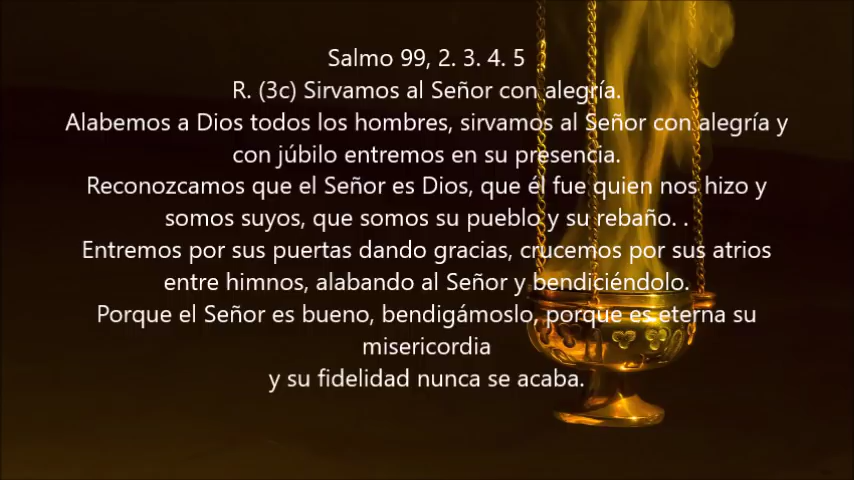 Salmo 99, 2. 3. 4. 5
R. (3c) Sirvamos al Señor con alegría.
Alabemos a Dios todos los hombres, sirvamos al Señor con alegría y
con júbilo entremos en su presencia.
Reconozcamos que el Señor es Dios, que él fue quien nos hizo y
somos suyos, que somos su pueblo y su rebaño. .
Entremos por sus puertas dando gracias, crucemos por sus atrios
entre himnos, alabando al Señor y bendiciéndolo.
Porque el Señor es bueno, bendigámoslo, porque es eterna su
misericordia
y su fidelidad nunca se acaba.